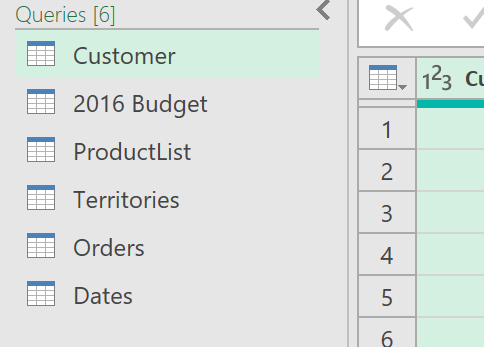 Queries [6]
Customer
2016 Budget
ProductList
Territories
Orders
Dates
1²3 Cu
1
2
3
4
5
6